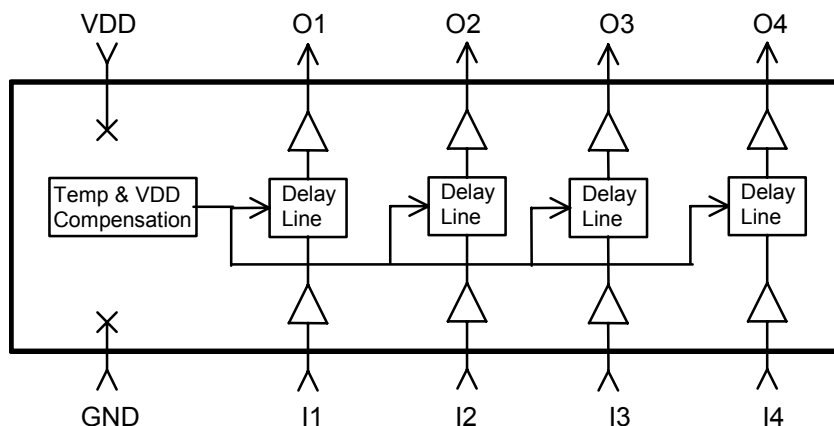 VDD O1 O2 O3 O4
Temp & VDD
Compensation
Delay
Line
Delay
Line
Delay
Line
Delay
Line
GND I1 I2 I3 I4